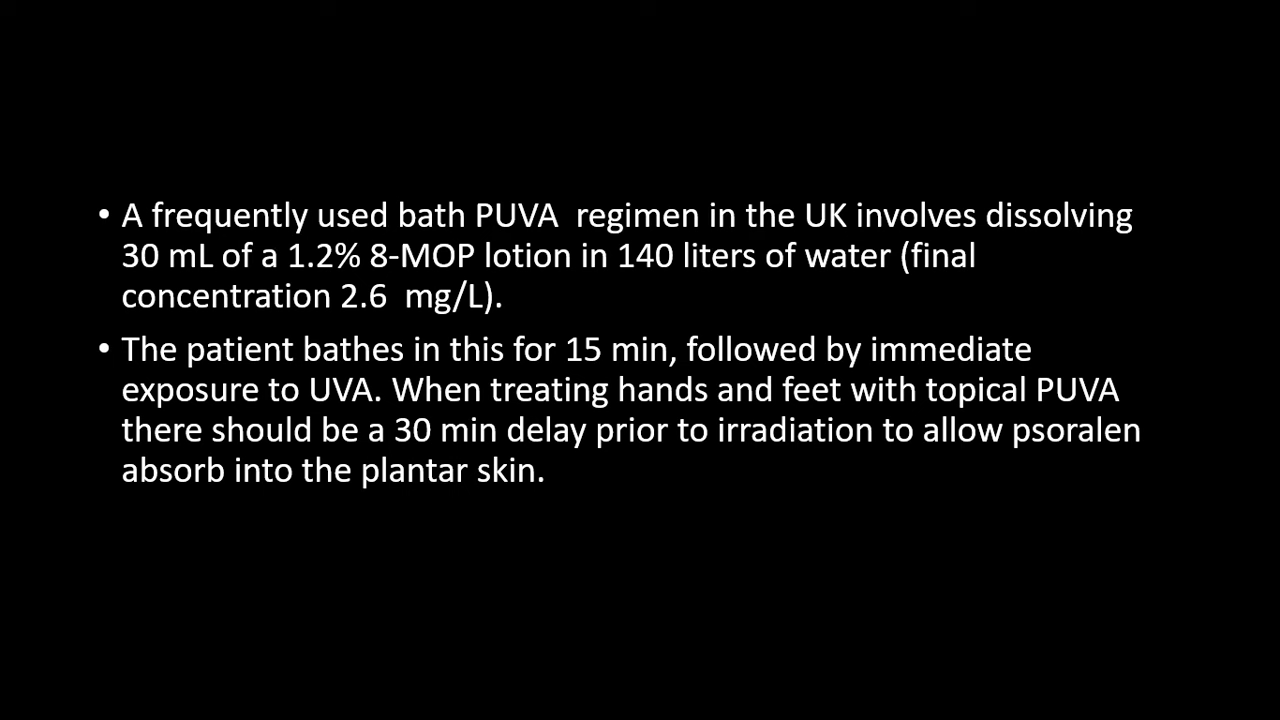 • A frequently used bath PUVA  regimen in the UK involves dissolving
30 mL of a 1.2% 8-MOP lotion in 140 liters of water (final
concentration 2.6  mg/L).
• The patient bathes in this for 15 min, followed by immediate
exposure to UVA. When treating hands and feet with topical PUVA
there should be a 30 min delay prior to irradiation to allow psoralen
absorb into the plantar skin.